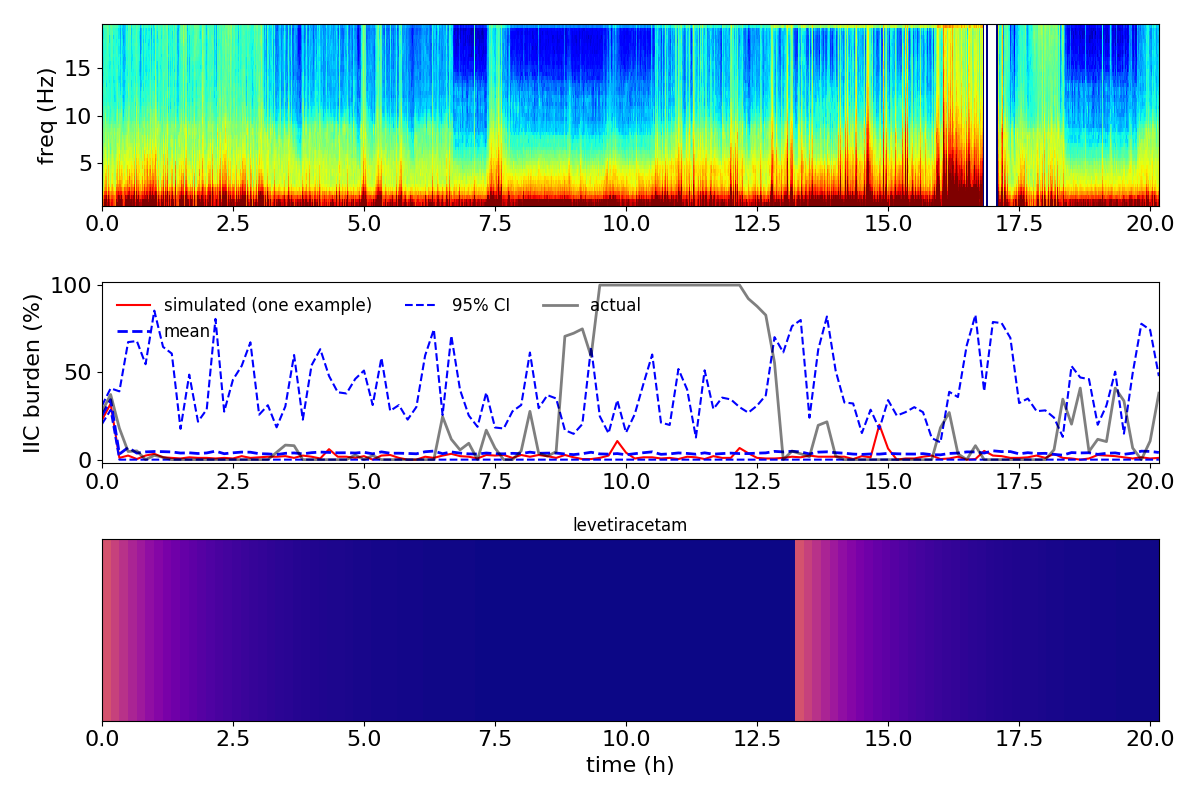 freq (Hz)
15
10
5
0.0 2.5 5.0 7.5 10.0 12.5 15.0 17.5 20.0
IIC burden (%)
100
50
0
simulated (one example) 95% CI actual
mean
0.0 2.5 5.0 7.5 10.0 12.5 15.0 17.5 20.0
levetiracetam
0.0 2.5 5.0 7.5 10.0 12.5 15.0 17.5 20.0
time (h)